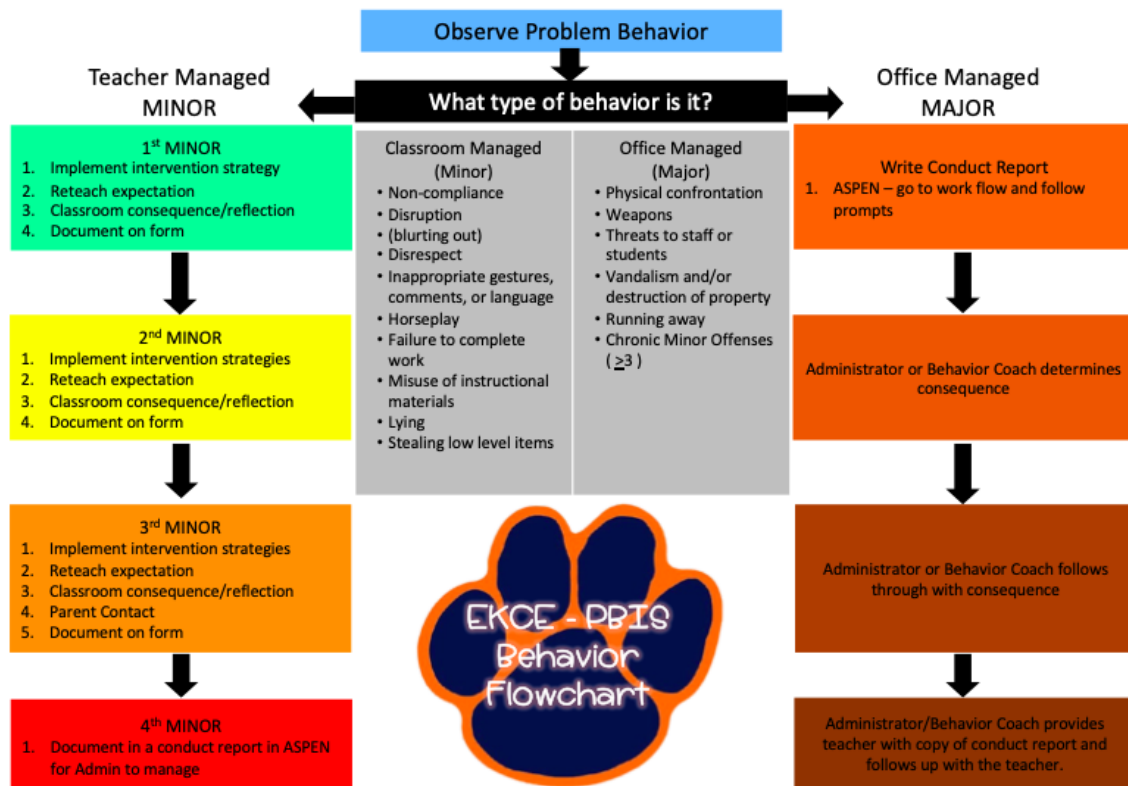 Observe Problem Behavior
Teacher Managed
MINOR
What type of behavior is it?
Office Managed
MAJOR
1st MINOR
1. Implement intervention strategy
2. Reteach expectation
3. Classroom consequence/reflection
4. Document on form
2nd MINOR
1. Implement intervention strategies
2. Reteach expectation
3. Classroom consequence/reflection
4. Document on form
3rd MINOR
1. Implement intervention strategies
2. Reteach expectation
3. Classroom consequence/reflection
4. Parent Contact
5. Document on form
4th MINOR
1. Document in a conduct report in ASPEN
for Admin to manage
Classroom Managed
(Minor)
• Non-compliance
• Disruption
• (blurting out)
• Disrespect
• Inappropriate gestures,
comments, or language
• Horseplay
• Failure to complete
work
• Misuse of instructional
materials
• Lying
• Stealing low level items
Office Managed
(Major)
• Physical confrontation
• Weapons
• Threats to staff or
students
• Vandalism and/or
destruction of property
• Running away
• Chronic Minor Offenses
( ≥3 )
EKCE - PBIS
Behavior
Flowchart
Write Conduct Report
1. ASPEN – go to work flow and follow
prompts
Administrator or Behavior Coach determines
consequence
Administrator or Behavior Coach follows
through with consequence
Administrator/Behavior Coach provides
teacher with copy of conduct report and
follows up with the teacher.